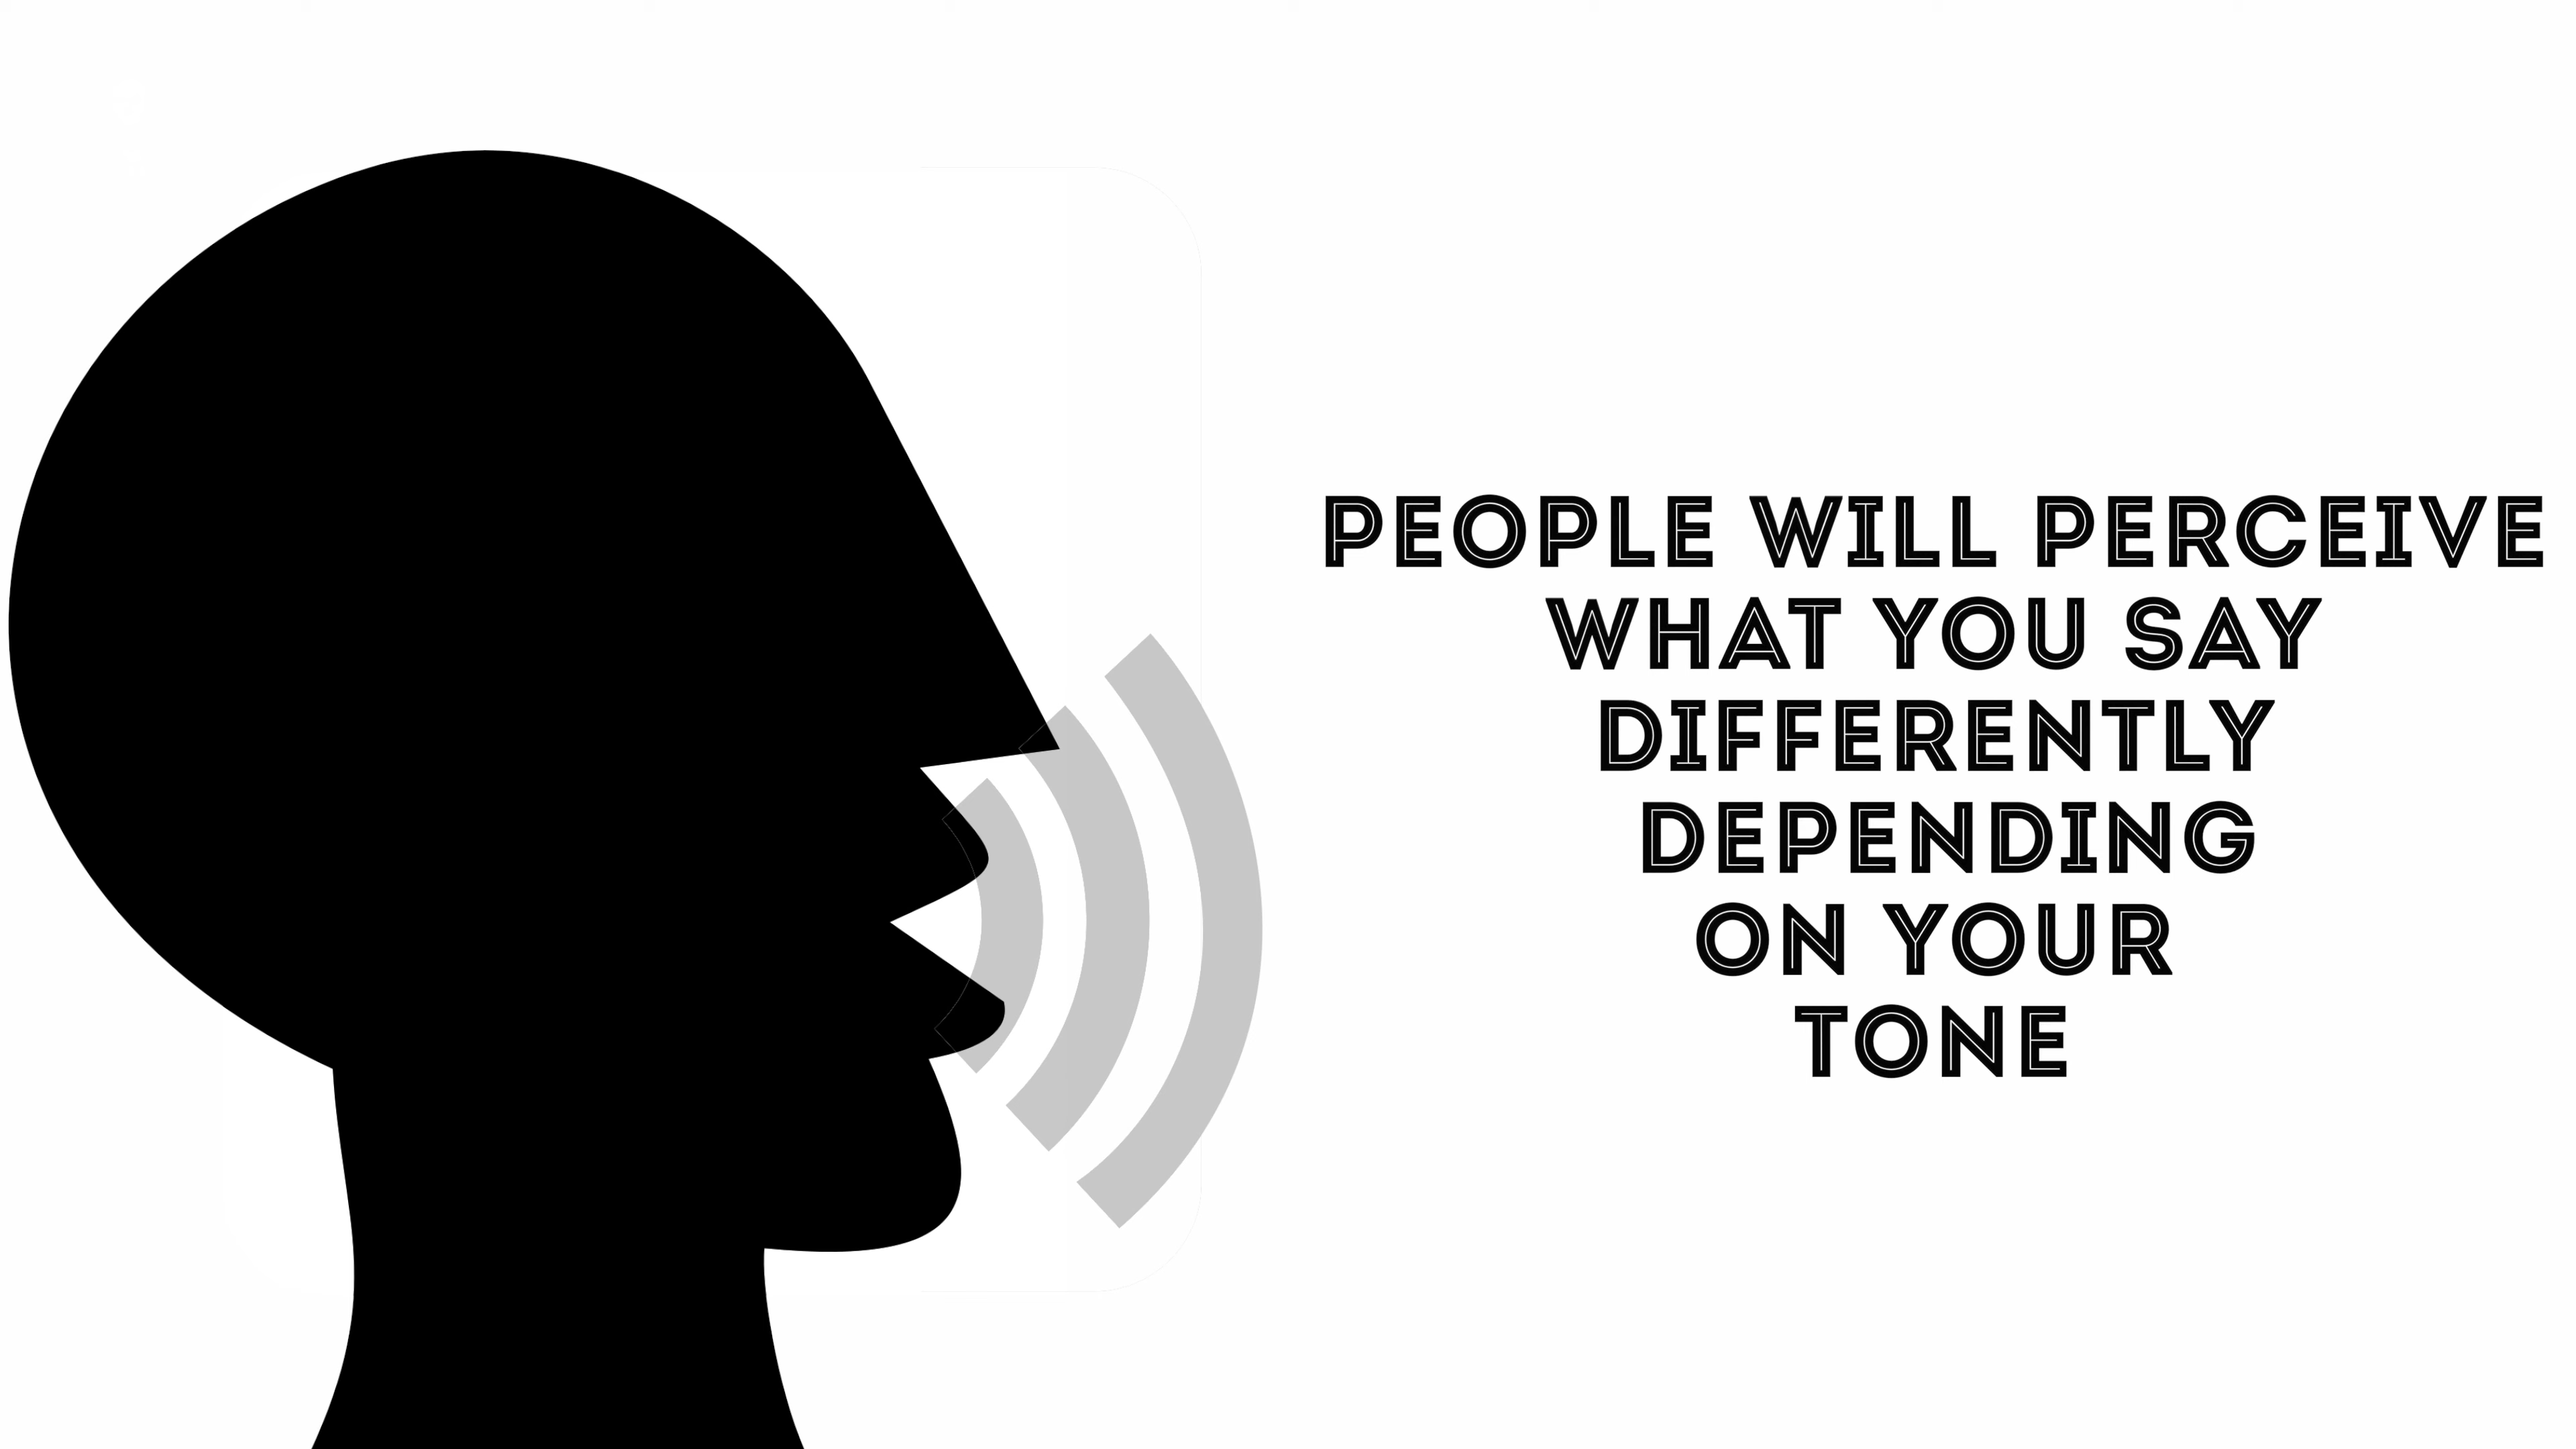 PEOPLE WILL PERCEIVE
WHAT YOU SAY
DIFFERENTLY
DEPENDING
ON YOUR
TONE